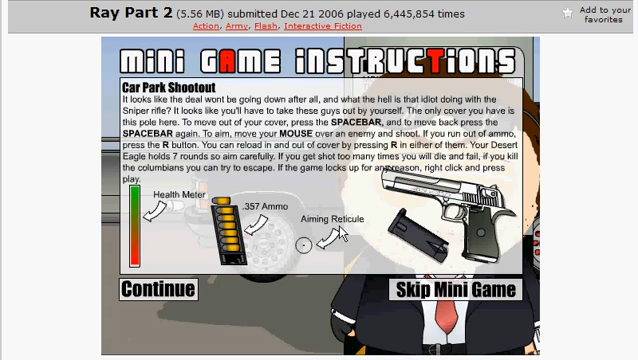 Ray Part 2 (5.56 MB) submitted Dec 21 2006 played 6,445,854 times
Action, Army, Flash, Interactive Fiction
Add to your
favorites
MINI GAME INSTRUCTIONS
Car Park Shootout
It looks like the deal wont be going down after all, and what the hell is that idiot doing with the
Sniper rifle? It looks like you'll have to take these guys out by yourself. The only cover you have is
this pole here. To move out of your cover, press the SPACEBAR, and to move back press the
SPACEBAR again. To aim, move your MOUSE over an enemy and shoot. If you run out of ammo,
press the R button. You can reload in and out of cover by pressing R in either of them. Your Desert
Eagle holds 7 rounds so aim carefully. If you get shot too many times you will die and fail, if you kill
the columbians you can try to escape. If the game locks up for any reason, right click and press
play.
Health Meter
.357 Ammo
Aiming Reticule
Continue
Skip Mini Game